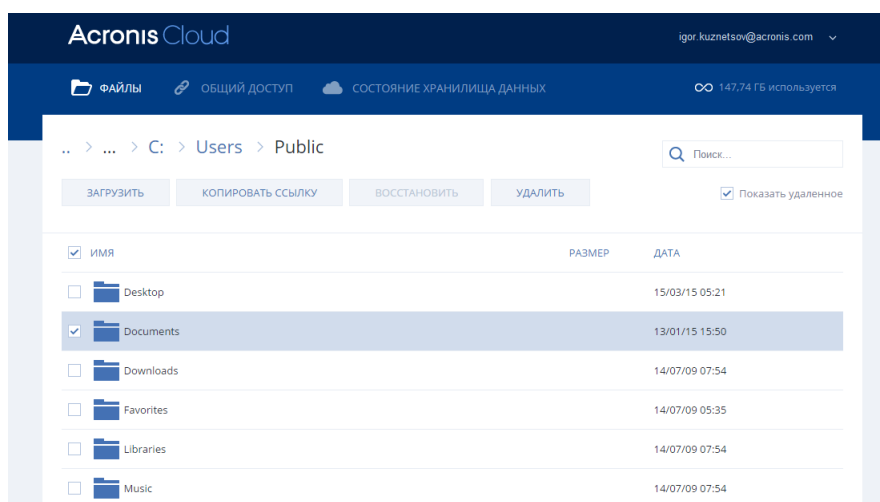 Acronis Cloud igor.kuznetsov@acronis.com
ФАЙЛЫ ОБЩИЙ ДОСТУП СОСТОЯНИЕ ХРАНИЛИЩА ДАННЫХ 147,74 ГБ используется
.. > ... > C: > Users > Public Поиск...
ЗАГРУЗИТЬ КОПИРОВАТЬ ССЫЛКУ ВОССТАНОВИТЬ УДАЛИТЬ Показать удаленное
ИМЯ РАЗМЕР ДАТА
Desktop 15/03/15 05:21
Documents 13/01/15 15:50
Downloads 14/07/09 07:54
Favorites 14/07/09 05:35
Libraries 14/07/09 07:54
Music 14/07/09 07:54